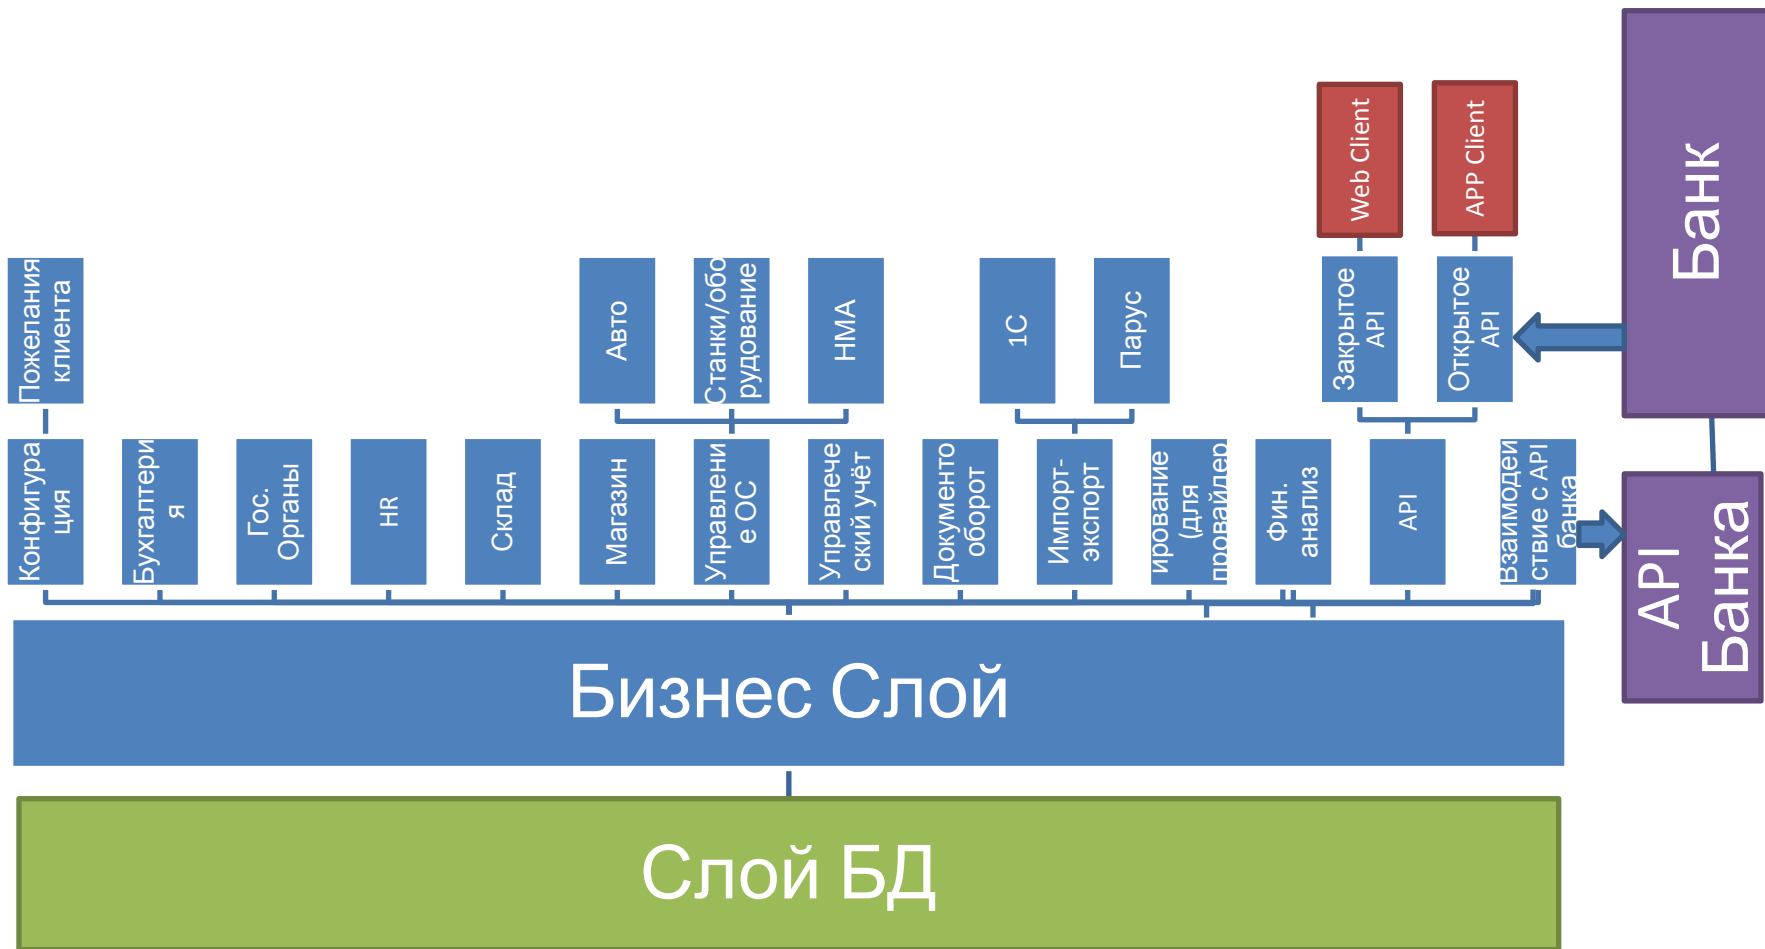 Web Client
APP Client
Банк
Пожелания
клиента
Авто
Станки/обо
рудование
НМА
1С
Парус
Закрытое
API
Открытое
API
Конфигура
ция
Бухгалтери
я
Гос.
Органы
HR
Склад
Магазин
Управлени
е ОС
Управлече
ский учёт
Документо
оборот
Импорт-
экспорт
ирование
(для
провайдер
Фин.
анализ
API
Взаимодей
ствие с API
банка
API
Банка
Бизнес Слой
Слой БД